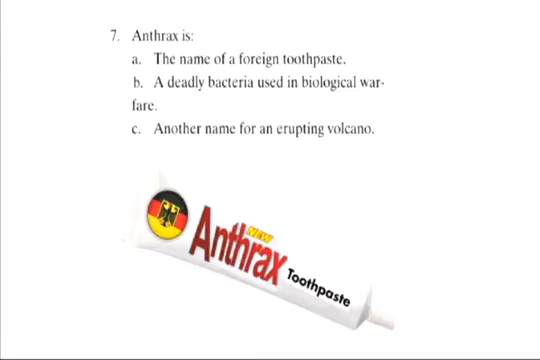 7. Anthrax is:
a. The name of a foreign toothpaste.
b. A deadly bacteria used in biological war-
fare.
c. Another name for an erupting volcano.
NEW
Anthrax
Toothpaste